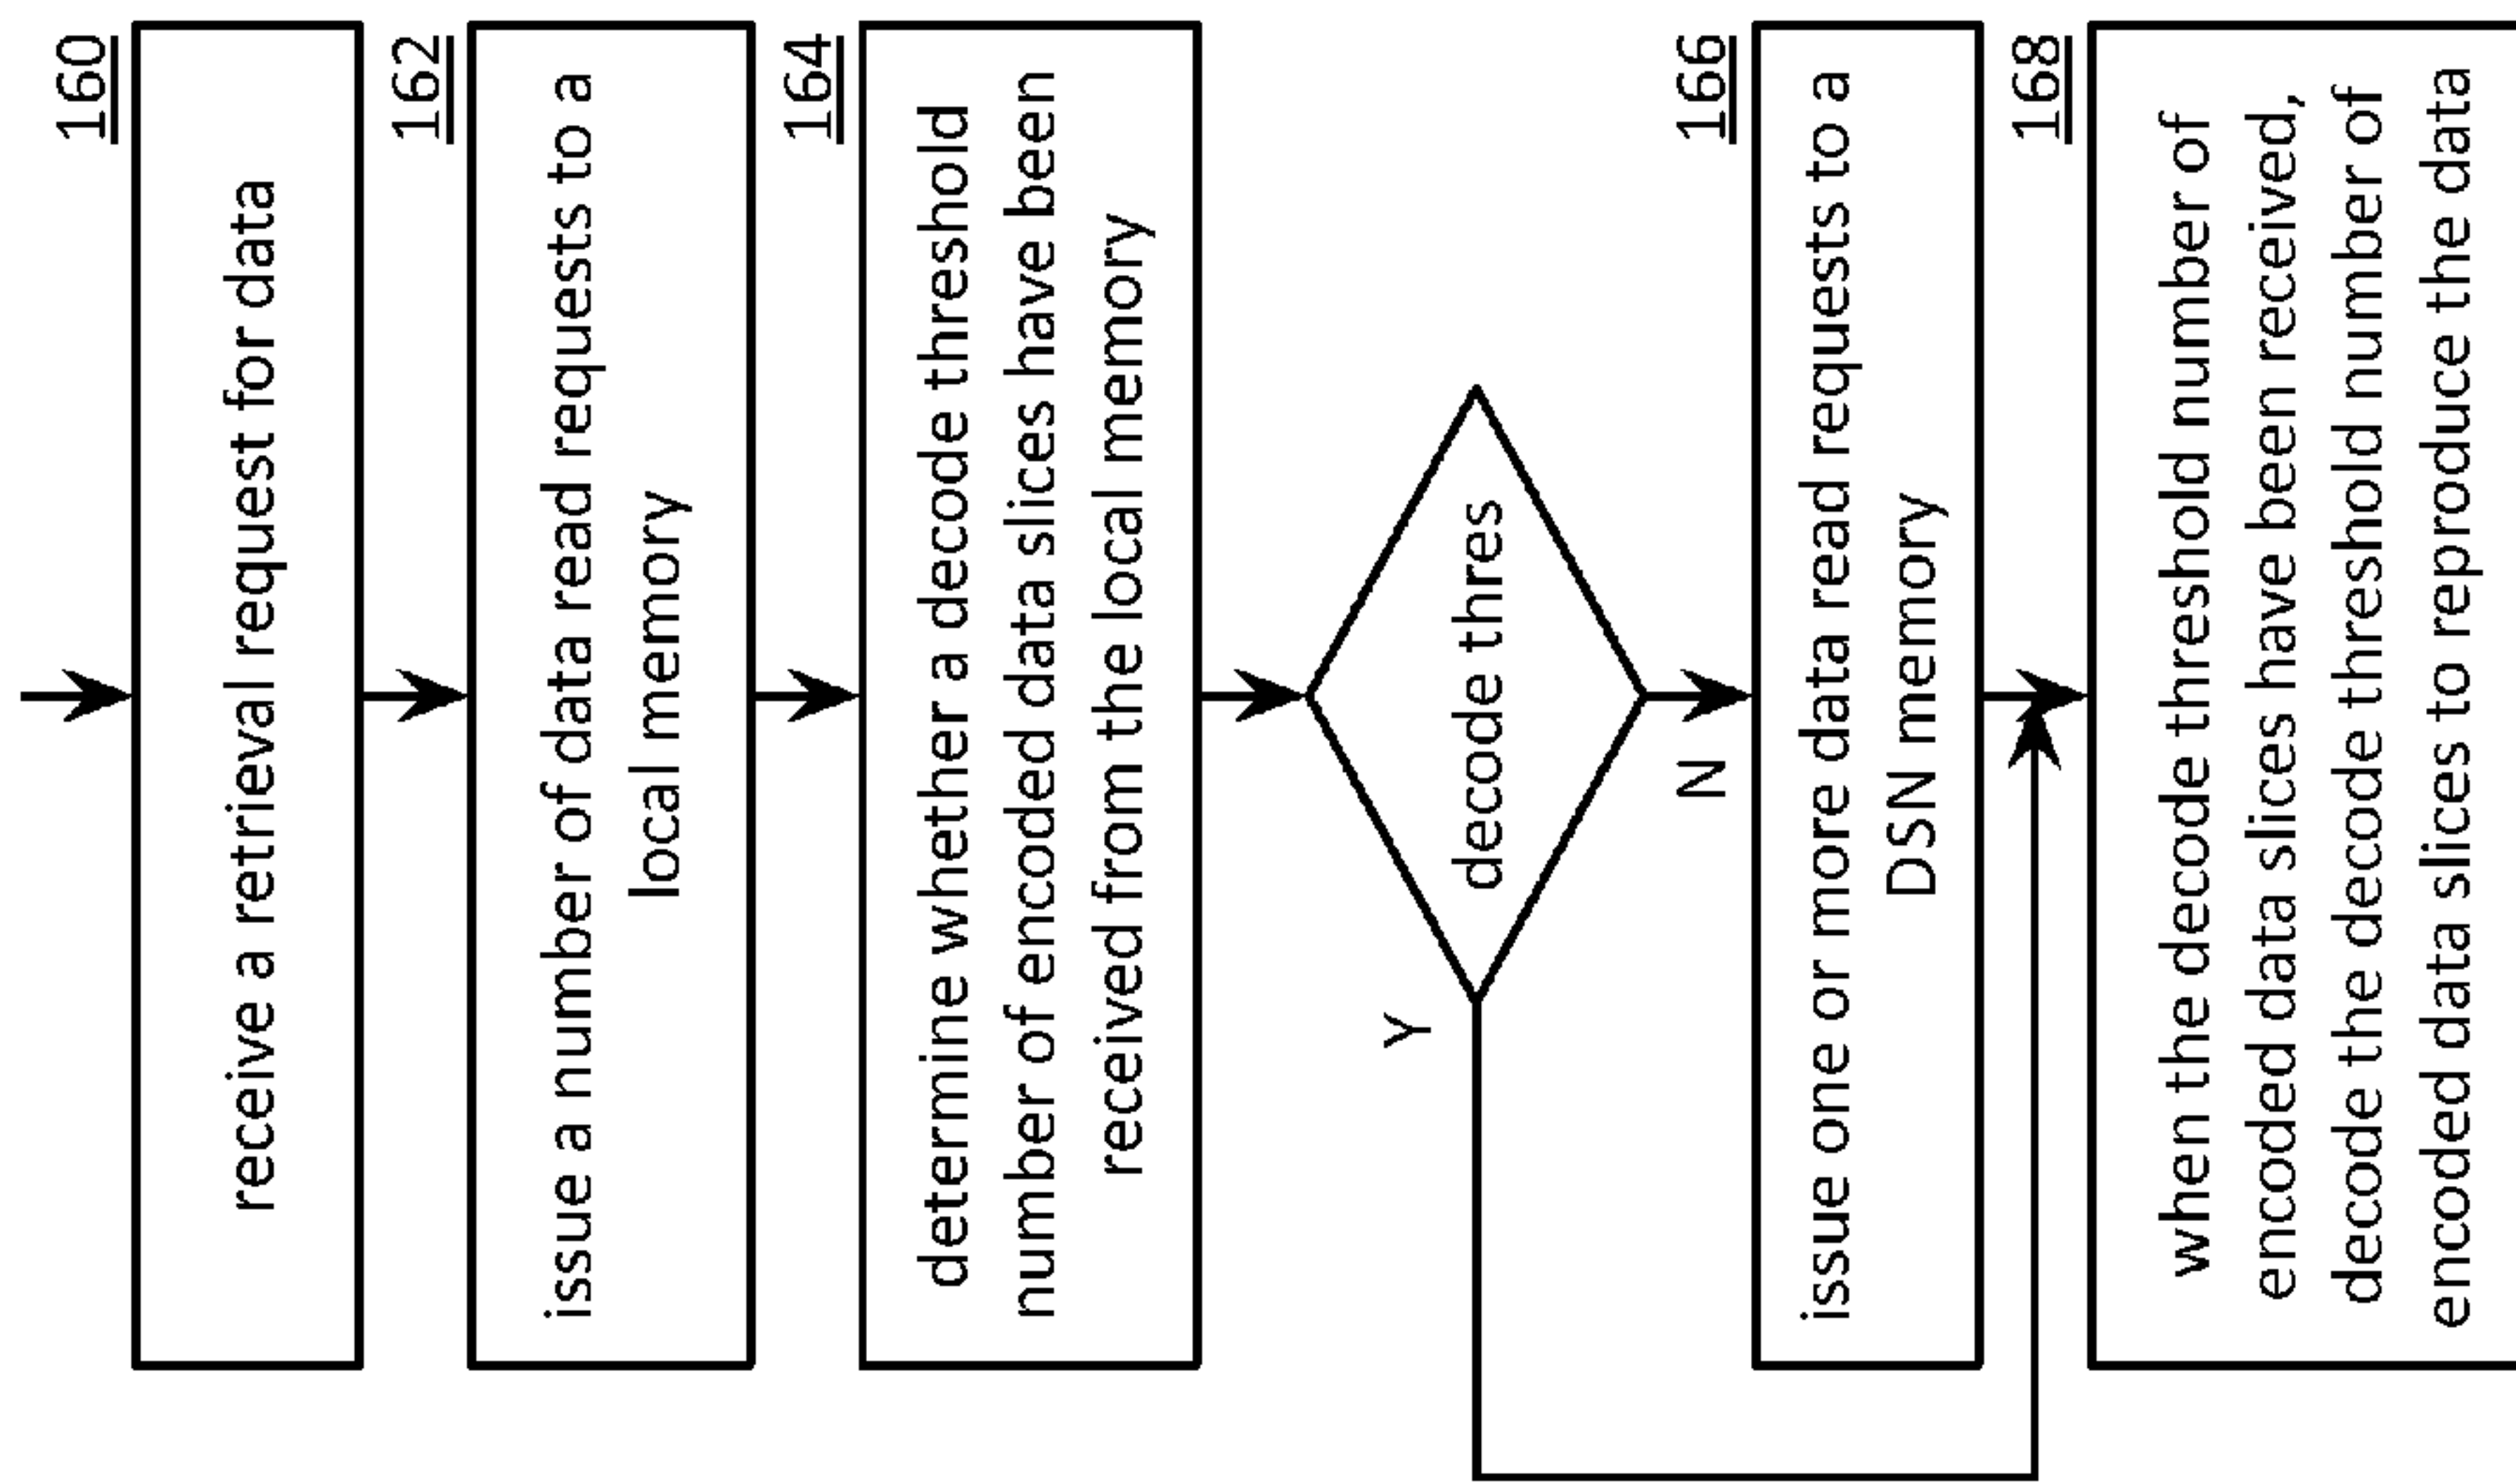 160
receive a retrieval request for data
162
issue a number of data read requests to a
local memory
164
determine whether a decode threshold
number of encoded data slices have been
received from the local memory
decode thres
Y
N
166
issue one or more data read requests to a
DSN memory
168
when the decode threshold number of
encoded data slices have been received,
decode the decode threshold number of
encoded data slices to reproduce the data